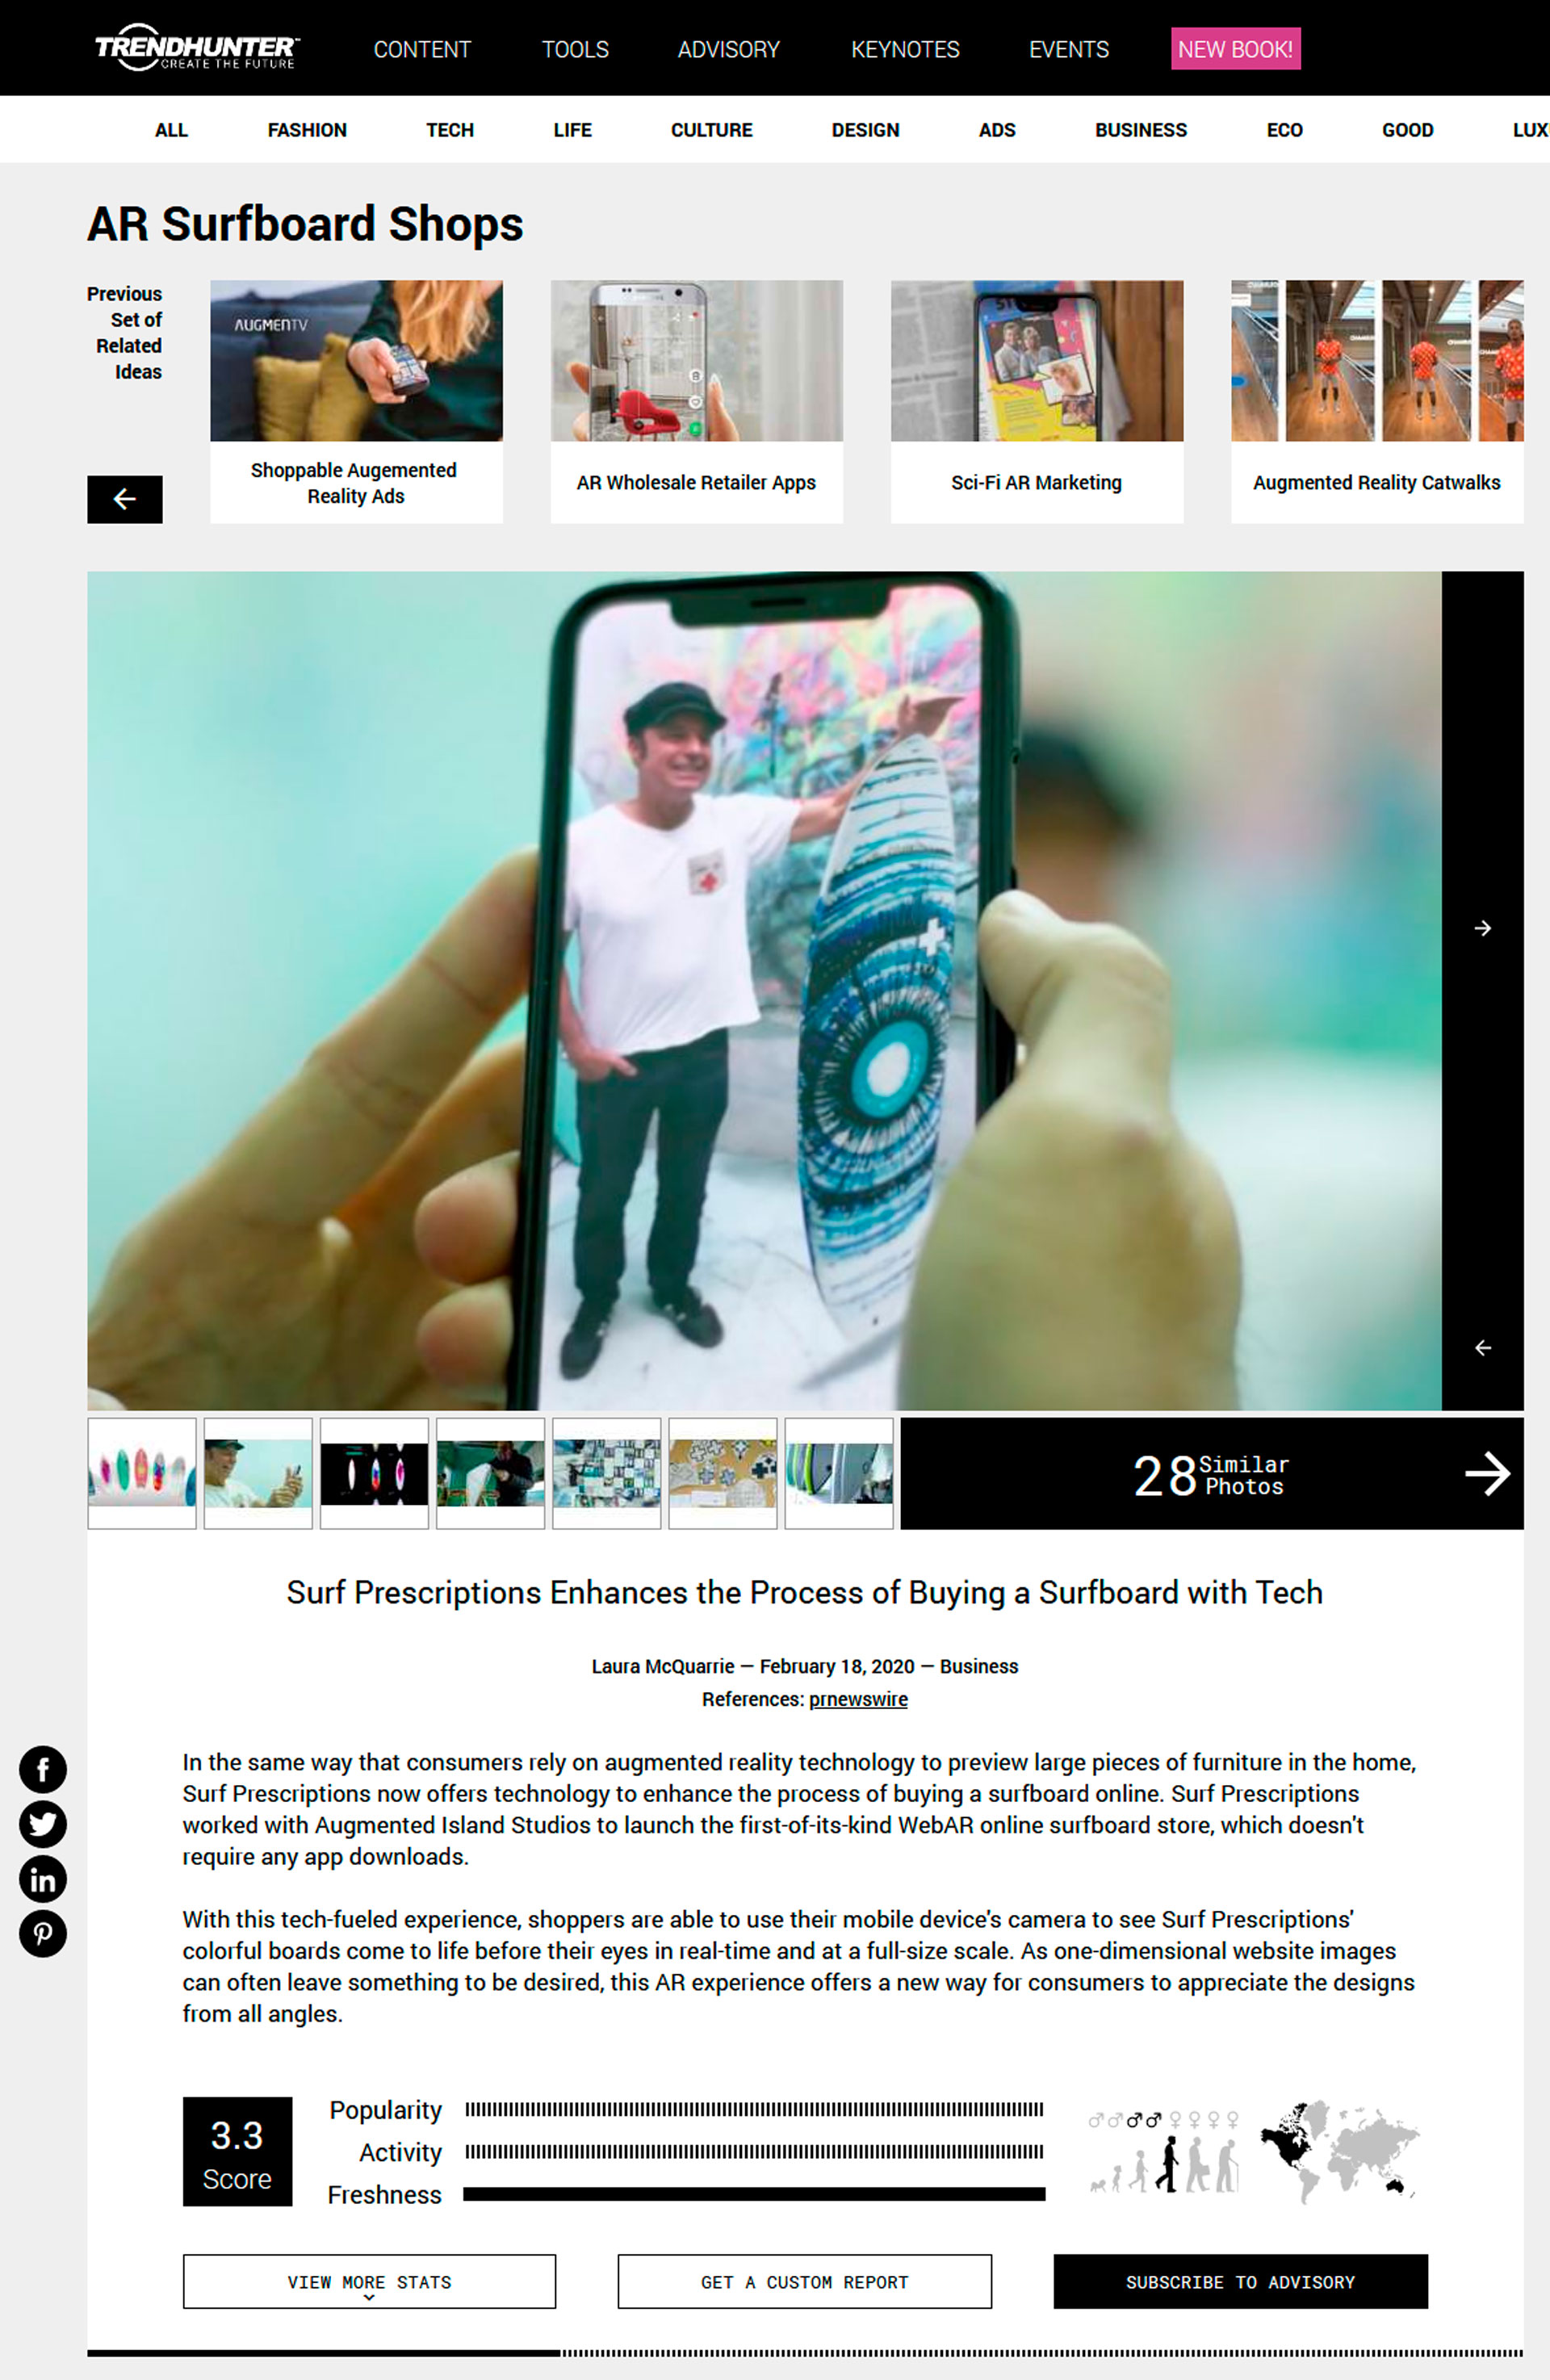 TRENDHUNTER™
CREATE THE FUTURE
CONTENT
TOOLS
ADVISORY
KEYNOTES
EVENTS
NEW BOOK!
ALL
FASHION
TECH
LIFE
CULTURE
DESIGN
ADS
BUSINESS
ECO
GOOD
AR Surfboard Shops
Previous
Set of
Related
Ideas
AUGMENTV
Shoppable Augemented
Reality Ads
AR Wholesale Retailer Apps
Sci-Fi AR Marketing
Augmented Reality Catwalks
28 Similar
Photos
Surf Prescriptions Enhances the Process of Buying a Surfboard with Tech
Laura McQuarrie — February 18, 2020 — Business
References: prnewswire
In the same way that consumers rely on augmented reality technology to preview large pieces of furniture in the home,
Surf Prescriptions now offers technology to enhance the process of buying a surfboard online. Surf Prescriptions
worked with Augmented Island Studios to launch the first-of-its-kind WebAR online surfboard store, which doesn't
require any app downloads.
With this tech-fueled experience, shoppers are able to use their mobile device's camera to see Surf Prescriptions'
colorful boards come to life before their eyes in real-time and at a full-size scale. As one-dimensional website images
can often leave something to be desired, this AR experience offers a new way for consumers to appreciate the designs
from all angles.
3.3
Score
Popularity
Activity
Freshness
VIEW MORE STATS
GET A CUSTOM REPORT
SUBSCRIBE TO ADVISORY